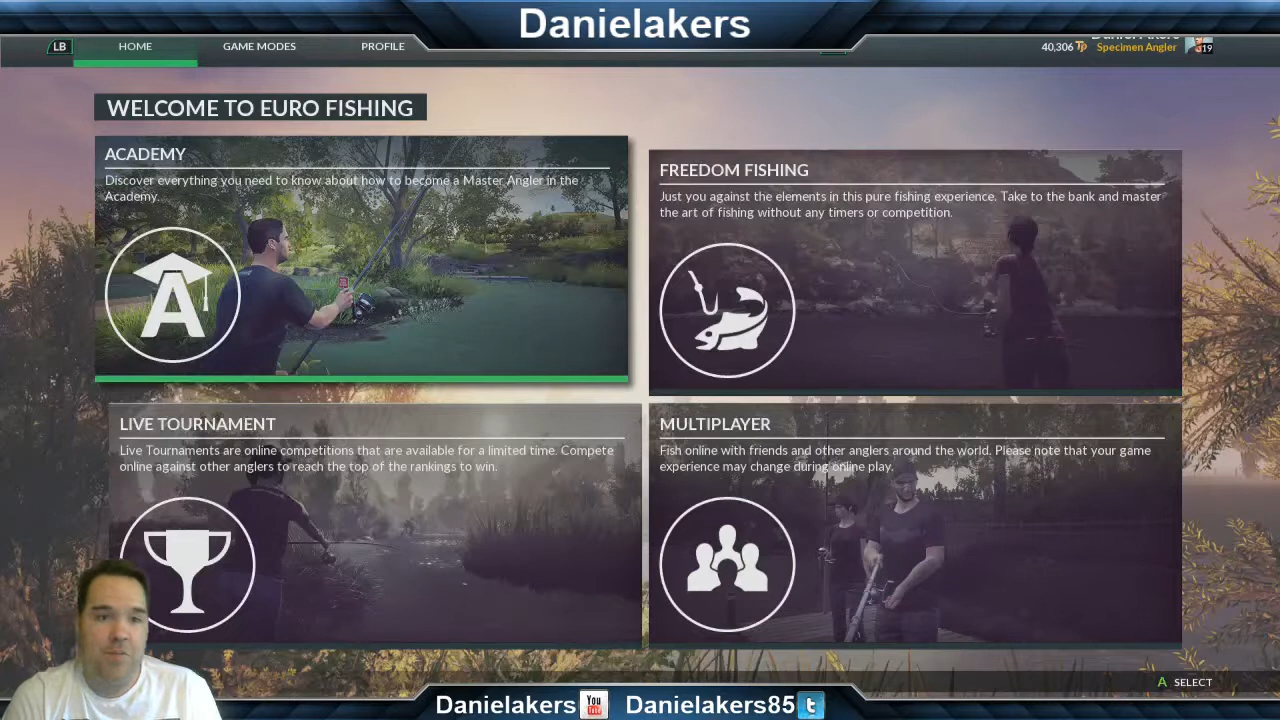 Danielakers
LB HOME GAME MODES PROFILE
40,306 TP Specimen Angler 19
WELCOME TO EURO FISHING
ACADEMY
Discover everything you need to know about how to become a Master Angler in the
Academy.
A
FREEDOM FISHING
Just you against the elements in this pure fishing experience. Take to the bank and master
the art of fishing without any timers or competition.
LIVE TOURNAMENT
Live Tournaments are online competitions that are available for a limited time. Compete
online against other anglers to reach the top of the rankings to win.
MULTIPLAYER
Fish online with friends and other anglers around the world. Please note that your game
experience may change during online play.
A SELECT
Danielakers You Tube Danielakers85 t